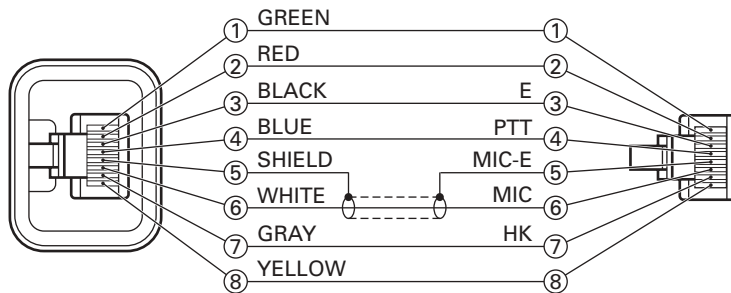 ① GREEN ①
② RED ②
③ BLACK E ③
④ BLUE PTT ④
⑤ SHIELD MIC-E ⑤
⑥ WHITE MIC ⑥
⑦ GRAY HK ⑦
⑧ YELLOW ⑧